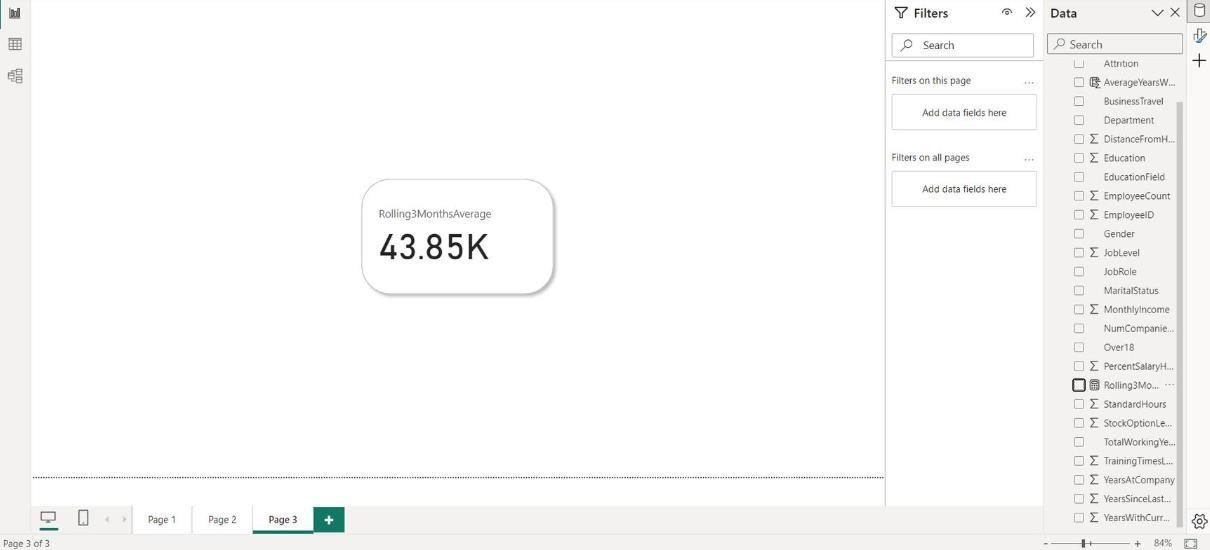 Filters
Search
Filters on this page
...
Add data fields here
Filters on all pages
...
Add data fields here
Data
Search
Attrition
AverageYearsW...
BusinessTravel
Department
DistanceFromH...
Education
EducationField
EmployeeCount
EmployeeID
Gender
JobLevel
JobRole
MaritalStatus
MonthlyIncome
NumCompanie...
Over18
PercentSalaryH...
Rolling3Mo... ...
StandardHours
StockOptionLe...
TotalWorkingYe...
TrainingTimesL...
YearsAtCompany
YearsSinceLast...
YearsWithCurr...
Rolling3MonthsAverage
43.85K
Page 1 Page 2 Page 3 +
Page 3 of 3
- + 84%